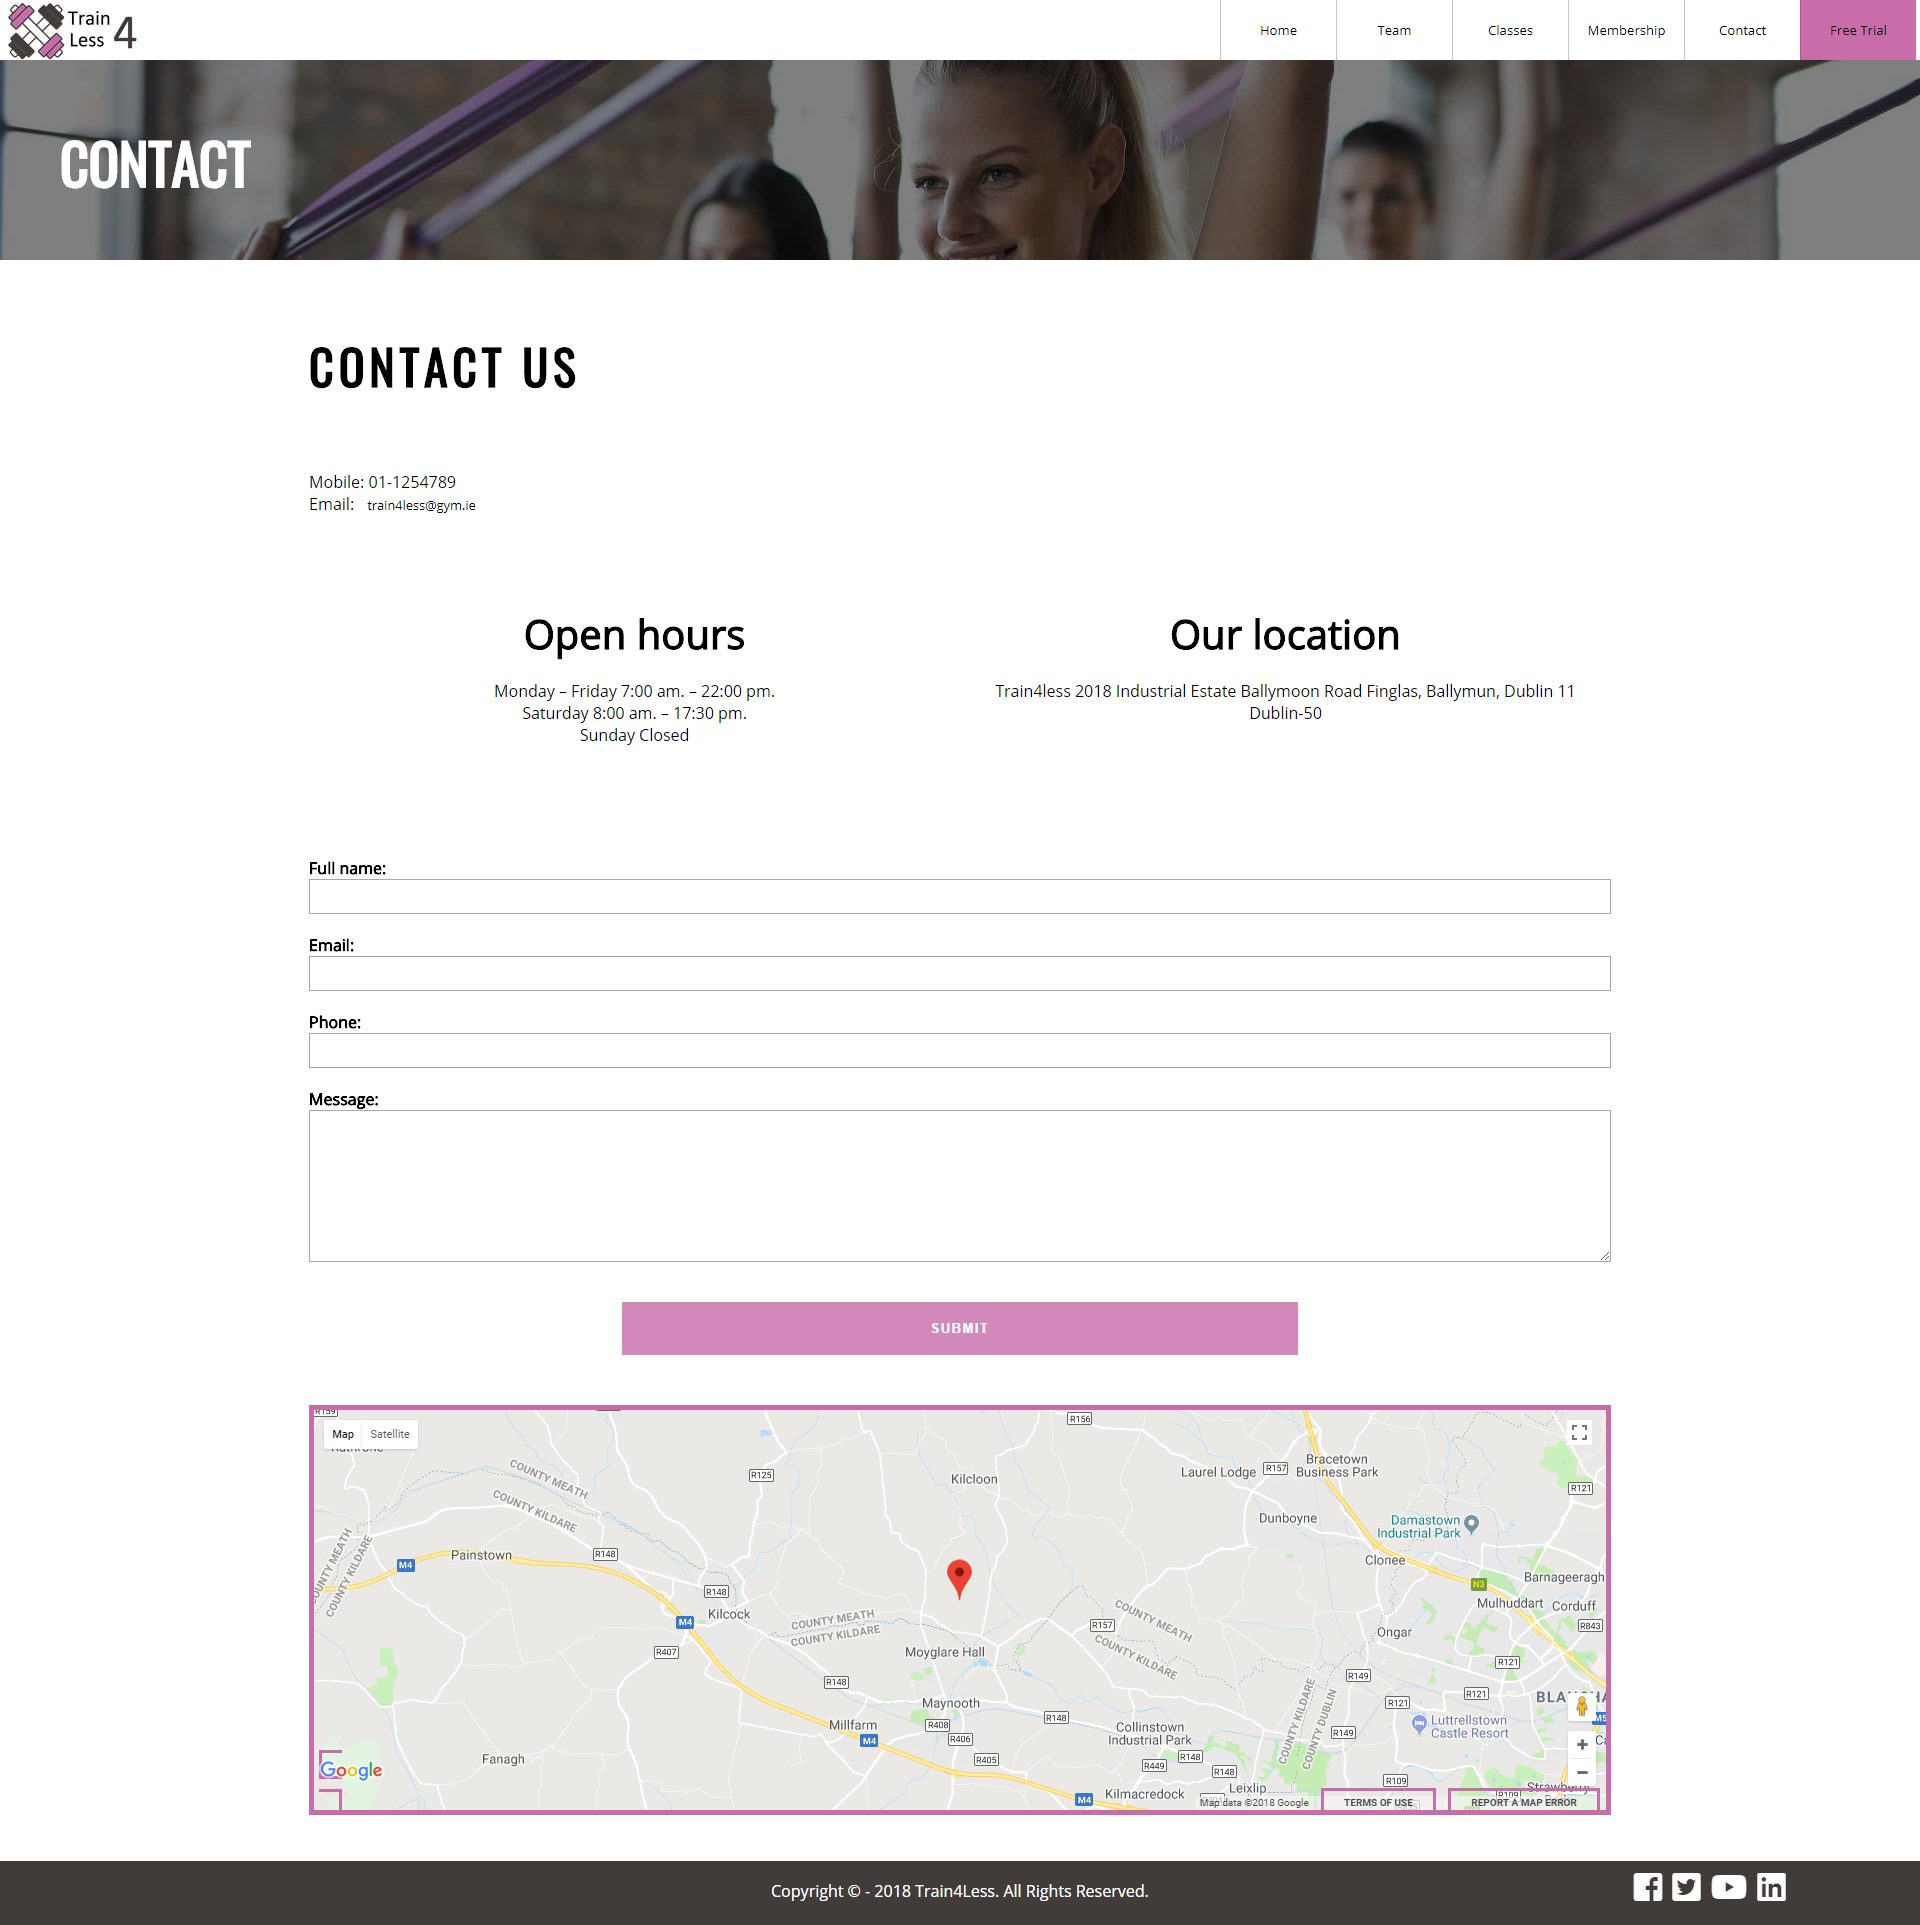 Train
Less 4
Home
Team
Classes
Membership
Contact
Free Trial
CONTACT
CONTACT US
Mobile: 01-1254789
Email: train4less@gym.ie
Open hours
Monday – Friday 7:00 am. – 22:00 pm.
Saturday 8:00 am. – 17:30 pm.
Sunday Closed
Our location
Train4less 2018 Industrial Estate Ballymoon Road Finglas, Ballymun, Dublin 11
Dublin-50
Full name:
Email:
Phone:
Message:
SUBMIT
R159
R156
Map
Satellite
COUNTY MEATH
COUNTY KILDARE
R125
Kilcloon
Laurel Lodge
R157
Bracetown
Business Park
R121
Dunboyne
Damastown
Industrial Park
COUNTY MEATH
COUNTY KILDARE
M4
Painstown
R148
Clonee
Barnageeragh
N3
R148
Kilcock
M4
COUNTY MEATH
COUNTY KILDARE
R157
COUNTY MEATH
COUNTY KILDARE
Mulhuddart
Corduff
R843
Ongar
R407
Moyglare Hall
R121
R149
R148
Maynooth
R121
R121
R408
R406
R148
Millfarm
M4
Collinstown
Industrial Park
COUNTY KILDARE
COUNTY DUBLIN
R149
Luttrellstown
Castle Resort
M5
Fanagh
R405
R148
R449
R148
R109
Google
M4
Kilmacredock
Leixlip
R109
Strawberry
Map data ©2018 Google
TERMS OF USE
REPORT A MAP ERROR
Copyright © - 2018 Train4Less. All Rights Reserved.